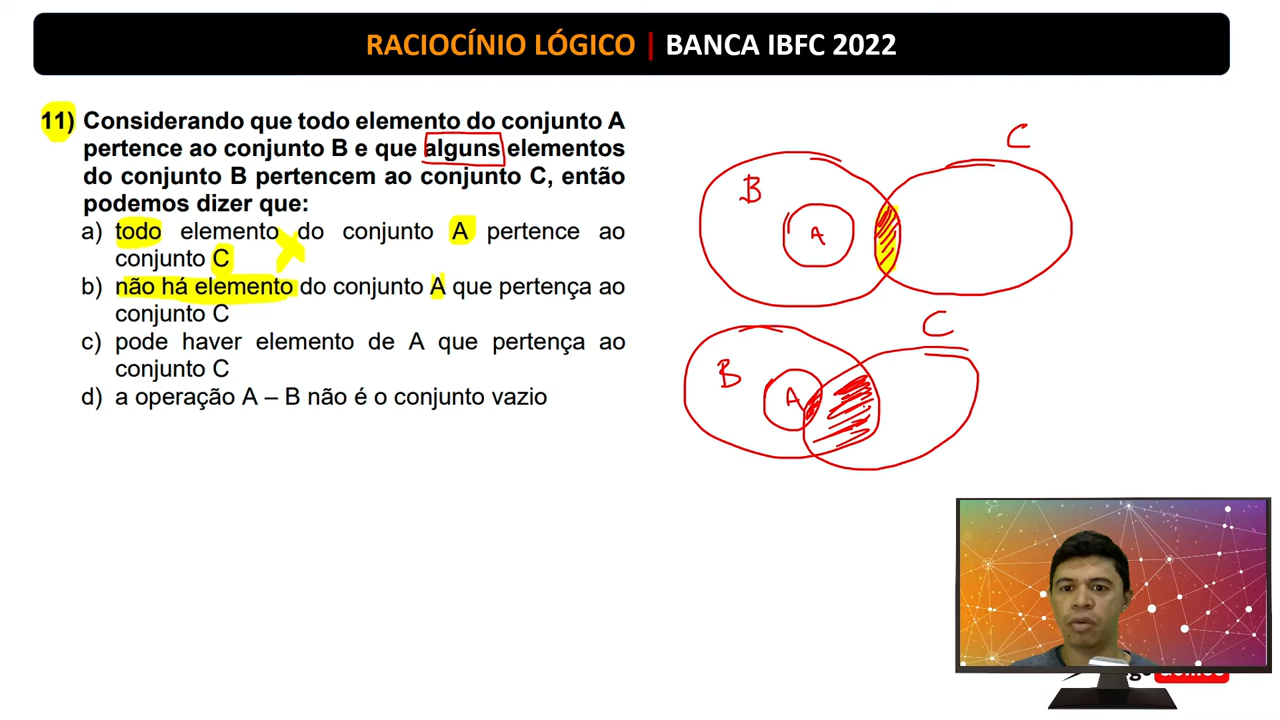 RACIOCÍNIO LÓGICO | BANCA IBFC 2022
11) Considerando que todo elemento do conjunto A
pertence ao conjunto B e que alguns elementos
do conjunto B pertencem ao conjunto C, então
podemos dizer que:
a) todo elemento do conjunto A pertence ao
conjunto C
b) não há elemento do conjunto A que pertença ao
conjunto C
c) pode haver elemento de A que pertença ao
conjunto C
d) a operação A – B não é o conjunto vazio
C
B
A
C
B
A